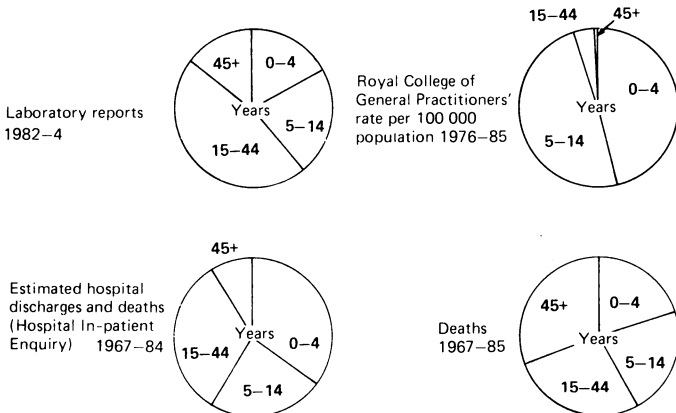 Laboratory reports
1982–4
45+
0–4
Years
5–14
15–44
Royal College of
General Practitioners'
rate per 100 000
population 1976–85
15–44
45+
0–4
Years
5–14
Estimated hospital
discharges and deaths
(Hospital In-patient
Enquiry) 1967–84
45+
Years
0–4
15–44
5–14
Deaths
1967–85
45+
0–4
Years
5–14
15–44